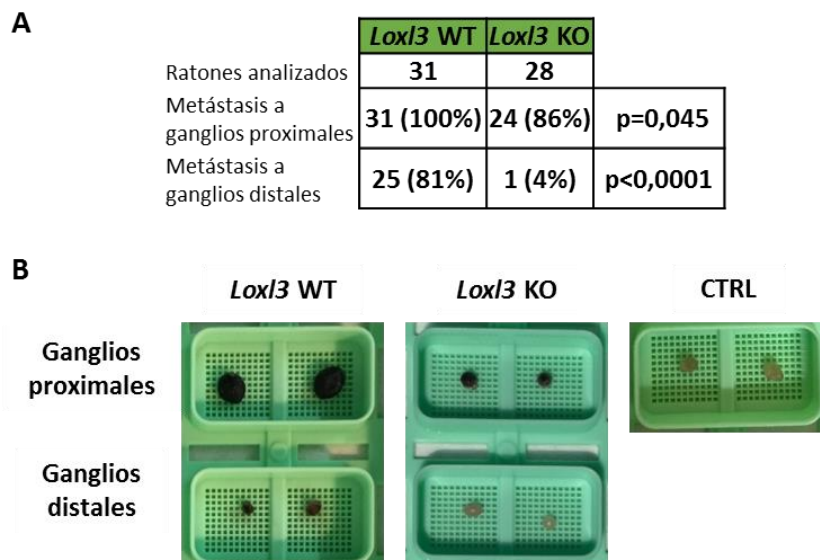 A
Loxl3 WT Loxl3 KO
Ratones analizados 31 28
Metástasis a
ganglios proximales 31 (100%) 24 (86%) p=0,045
Metástasis a
ganglios distales 25 (81%) 1 (4%) p<0,0001
B
Loxl3 WT Loxl3 KO CTRL
Ganglios
proximales
Ganglios
distales